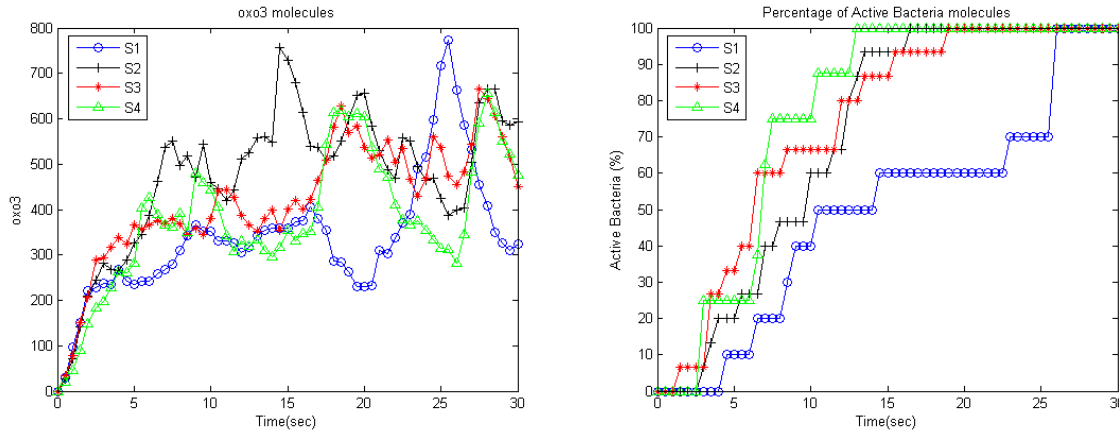 oxo3 molecules
oxo3
800
700
600
500
400
300
200
100
0
S1
S2
S3
S4
0 5 10 15 20 25 30
Time(sec)
Percentage of Active Bacteria molecules
Active Bacteria (%)
100
90
80
70
60
50
40
30
20
10
0
S1
S2
S3
S4
0 5 10 15 20 25 30
Time(sec)